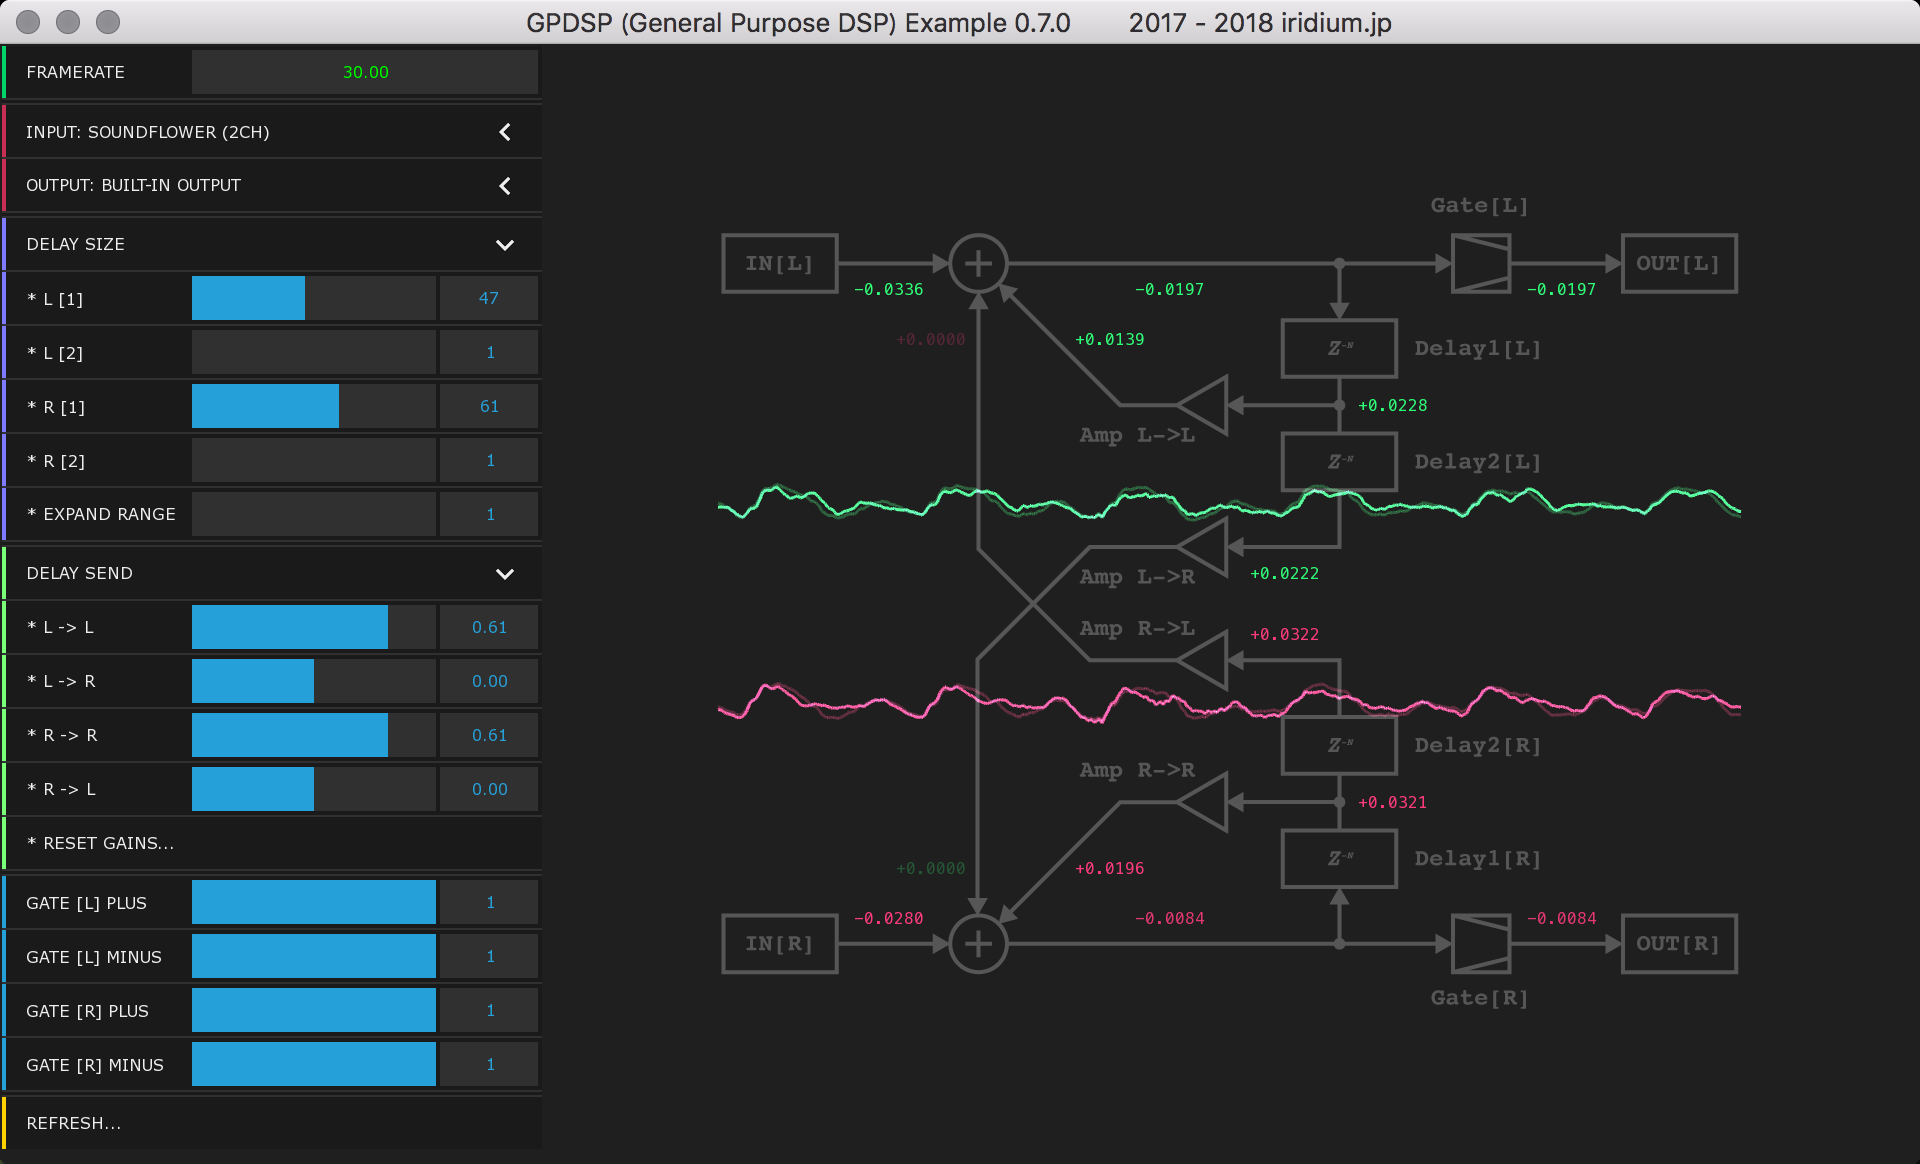 GPDSP (General Purpose DSP) Example 0.7.0 2017 - 2018 iridium.jp
FRAMERATE 30.00
INPUT: SOUNDFLOWER (2CH)
OUTPUT: BUILT-IN OUTPUT
DELAY SIZE
* L [1] 47
* L [2] 1
* R [1] 61
* R [2] 1
* EXPAND RANGE 1
DELAY SEND
* L -> L 0.61
* L -> R 0.00
* R -> R 0.61
* R -> L 0.00
* RESET GAINS...
GATE [L] PLUS 1
GATE [L] MINUS 1
GATE [R] PLUS 1
GATE [R] MINUS 1
REFRESH...
Gate[L]
IN[L] + OUT[L]
-0.0336 -0.0197 -0.0197
+0.0000 +0.0139
Z-N Delay1[L]
+0.0228
Amp L->L
Z-N Delay2[L]
Amp L->R +0.0222
Amp R->L +0.0322
Z-N Delay2[R]
Amp R->R
+0.0321
Z-N Delay1[R]
+0.0000 +0.0196
-0.0280 -0.0084 -0.0084
IN[R] + OUT[R]
Gate[R]